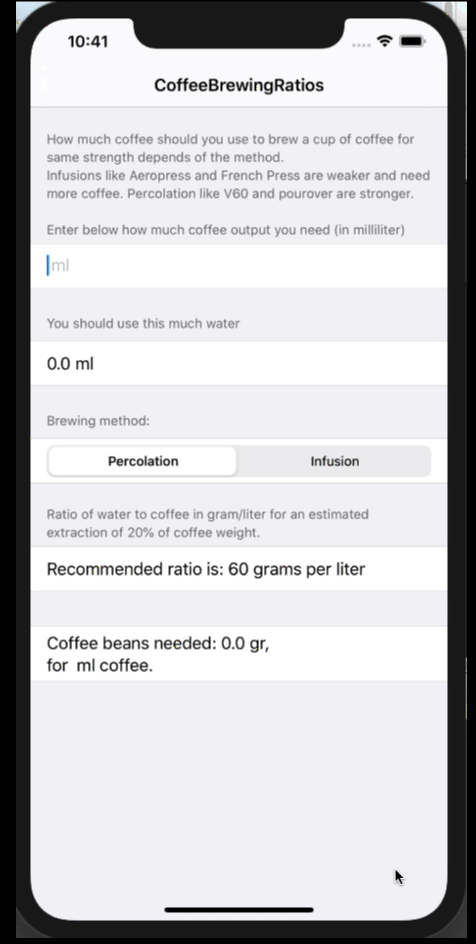 10:41
CoffeeBrewingRatios
How much coffee should you use to brew a cup of coffee for
same strength depends of the method.
Infusions like Aeropress and French Press are weaker and need
more coffee. Percolation like V60 and pourover are stronger.
Enter below how much coffee output you need (in milliliter)
ml
You should use this much water
0.0 ml
Brewing method:
Percolation Infusion
Ratio of water to coffee in gram/liter for an estimated
extraction of 20% of coffee weight.
Recommended ratio is: 60 grams per liter
Coffee beans needed: 0.0 gr,
for  ml coffee.